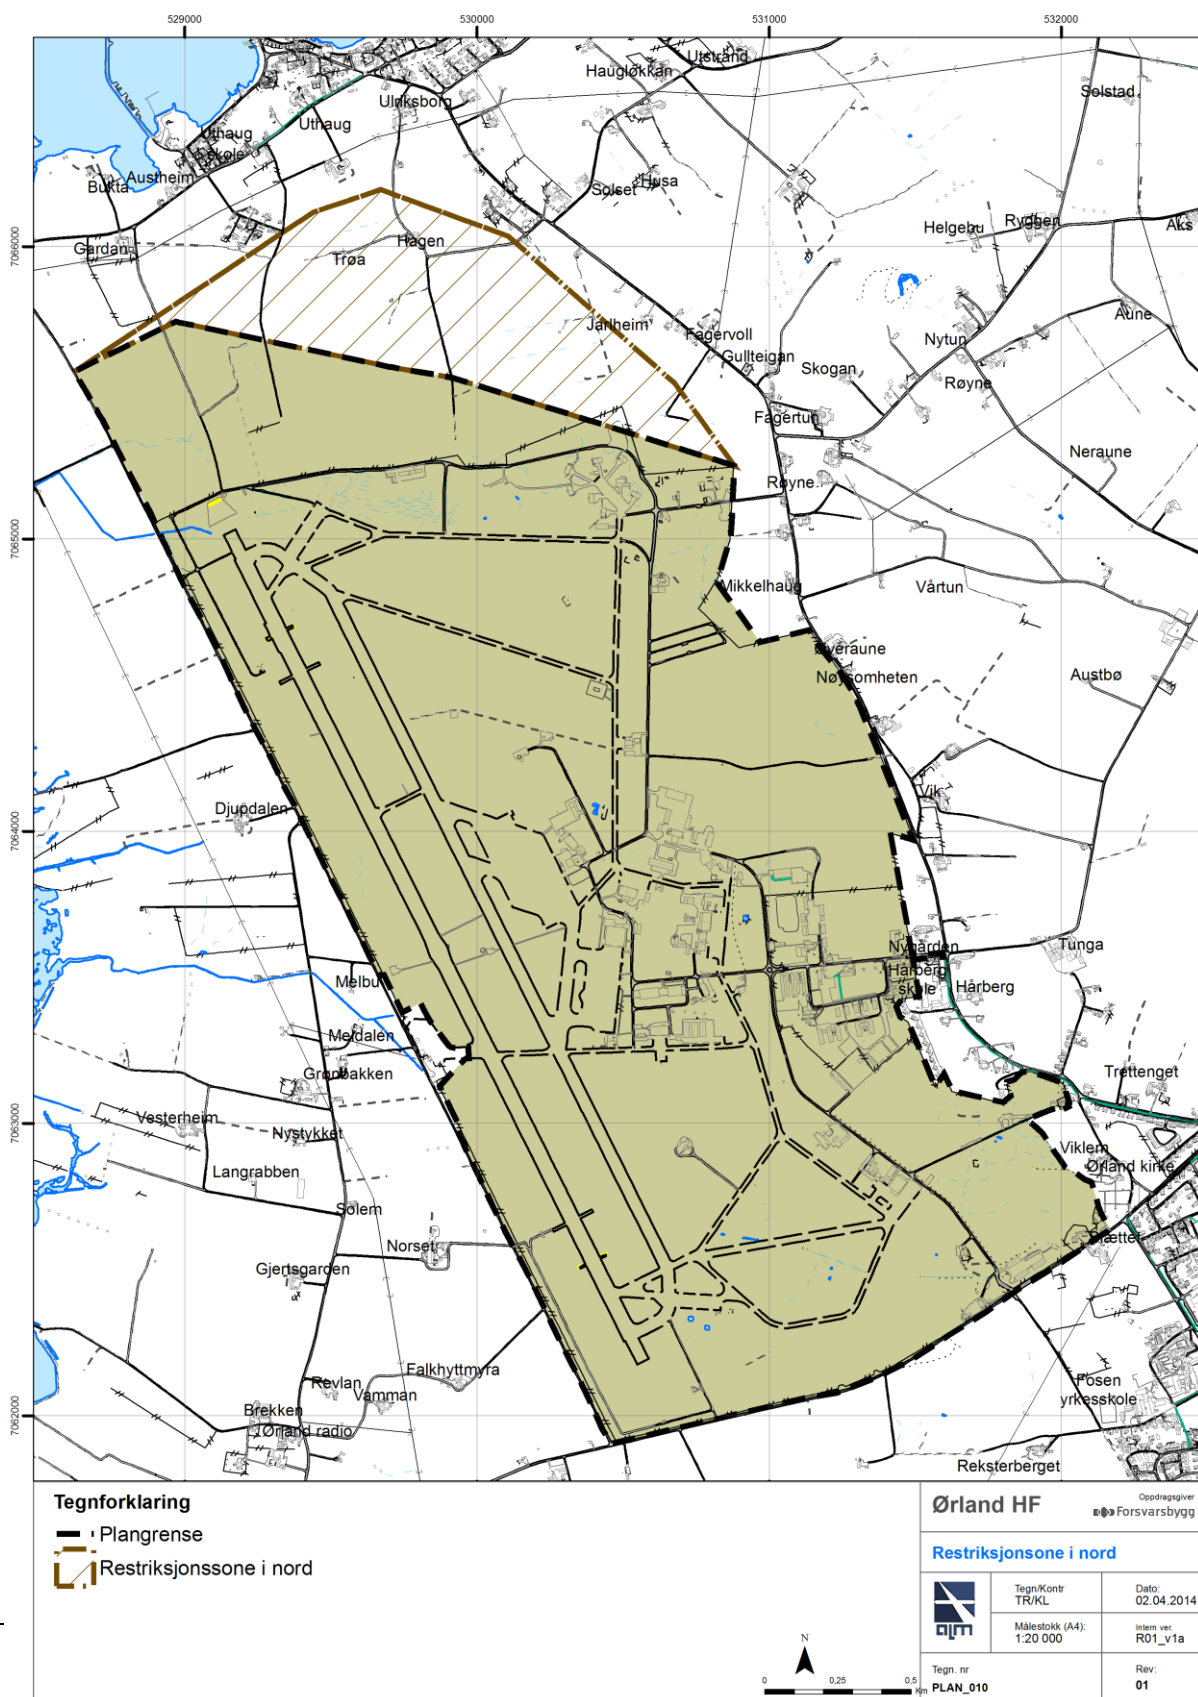 529000
530000
531000
532000
Utstrand
Haugløkkan
Solstad
Ulriksborg
Uthaug
Uthaug
skole
Austheim
Bukta
Husa
Solset
Ryggen
Aks
Helgebu
Gardan
Hagen
Trøa
7066000
Aune
Jarlheim
Fagervoll
Nytun
Gullteigan
Skogan
Røyne
Fagertun
Neraune
Røyne
7065000
Mikkelhaug
Vårtun
Øveraune
Nøysomheten
Austbø
Vik
Djupdalen
7064000
Nygården
Tunga
Hårberg
skole
Hårberg
Melbu
Meldalen
Grønbakken
Trettenget
7063000
Vesterheim
Nystykket
Viklem
Langrabben
Ørland kirke
Solem
Slættet
Norset
Gjertsgarden
Falkhyttmyra
Revlan
Vamman
Fosen
yrkesskole
7062000
Brekken
Ørland radio
Reksterberget
Tegnforklaring
Plangrense
Restriksjonssone i nord
Ørland HF
Oppdragsgiver
Forsvarsbygg
Restriksjonsone i nord
Tegn/Kontr
TR/KL
Dato:
02.04.2014
Målestokk (A4):
1:20 000
Intern ver.
R01_v1a
ajm
N
0 0,25 0,5
Km
Tegn. nr
PLAN_010
Rev:
01